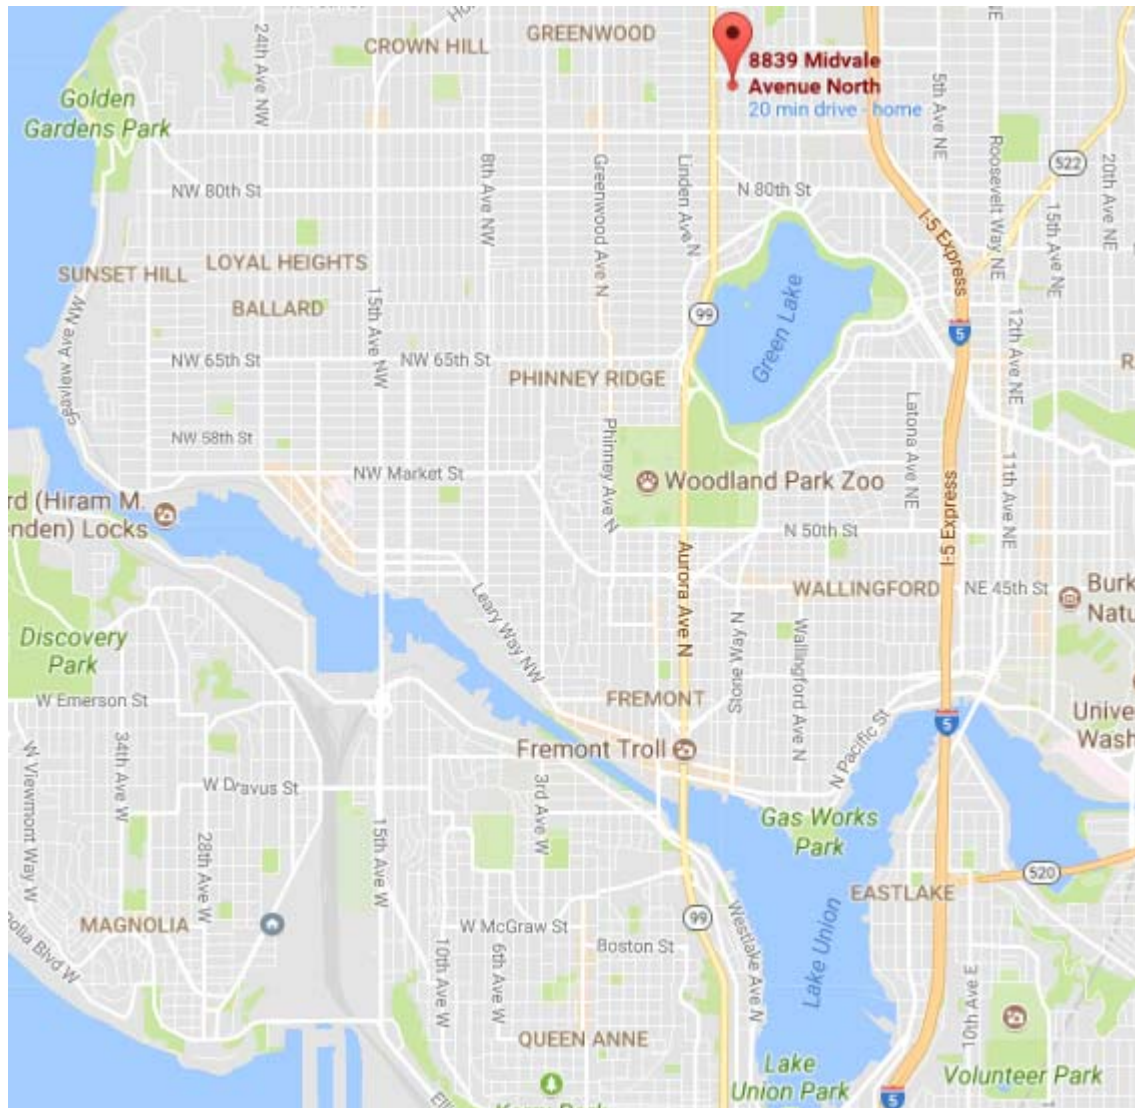 24th Ave NW
CROWN HILL
GREENWOOD
8839 Midvale
Avenue North
20 min drive - home
5th Ave NE
Golden
Gardens Park
Roosevelt Way NE
522
20th Ave NE
8th Ave NW
Greenwood Ave N
Linden Ave N
NW 80th St
N 80th St
15th Ave NE
I-5 Express
SUNSET HILL
LOYAL HEIGHTS
BALLARD
15th Ave NW
99
Green Lake
5
12th Ave NE
Seaview Ave NW
NW 65th St
NW 65th St
PHINNEY RIDGE
R
Latona Ave NE
NW 58th St
Phinney Ave N
NW Market St
Woodland Park Zoo
11th Ave NE
I-5 Express
rd (Hiram M.
enden) Locks
N 50th St
Aurora Ave N
WALLINGFORD
NE 45th St
Burk
Natu
Leary Way NW
Stone Way N
Wallingford Ave N
Discovery
Park
W Emerson St
FREMONT
N Pacific St
5
Unive
Wash
34th Ave W
W Viewmont Way W
Fremont Troll
W Dravus St
3rd Ave W
15th Ave W
28th Ave W
Gas Works
Park
520
EASTLAKE
MAGNOLIA
W McGraw St
99
Westlake Ave N
Boston St
olia Blvd W
10th Ave W
6th Ave W
Lake Union
10th Ave E
QUEEN ANNE
Lake
Union Park
5
Volunteer Park